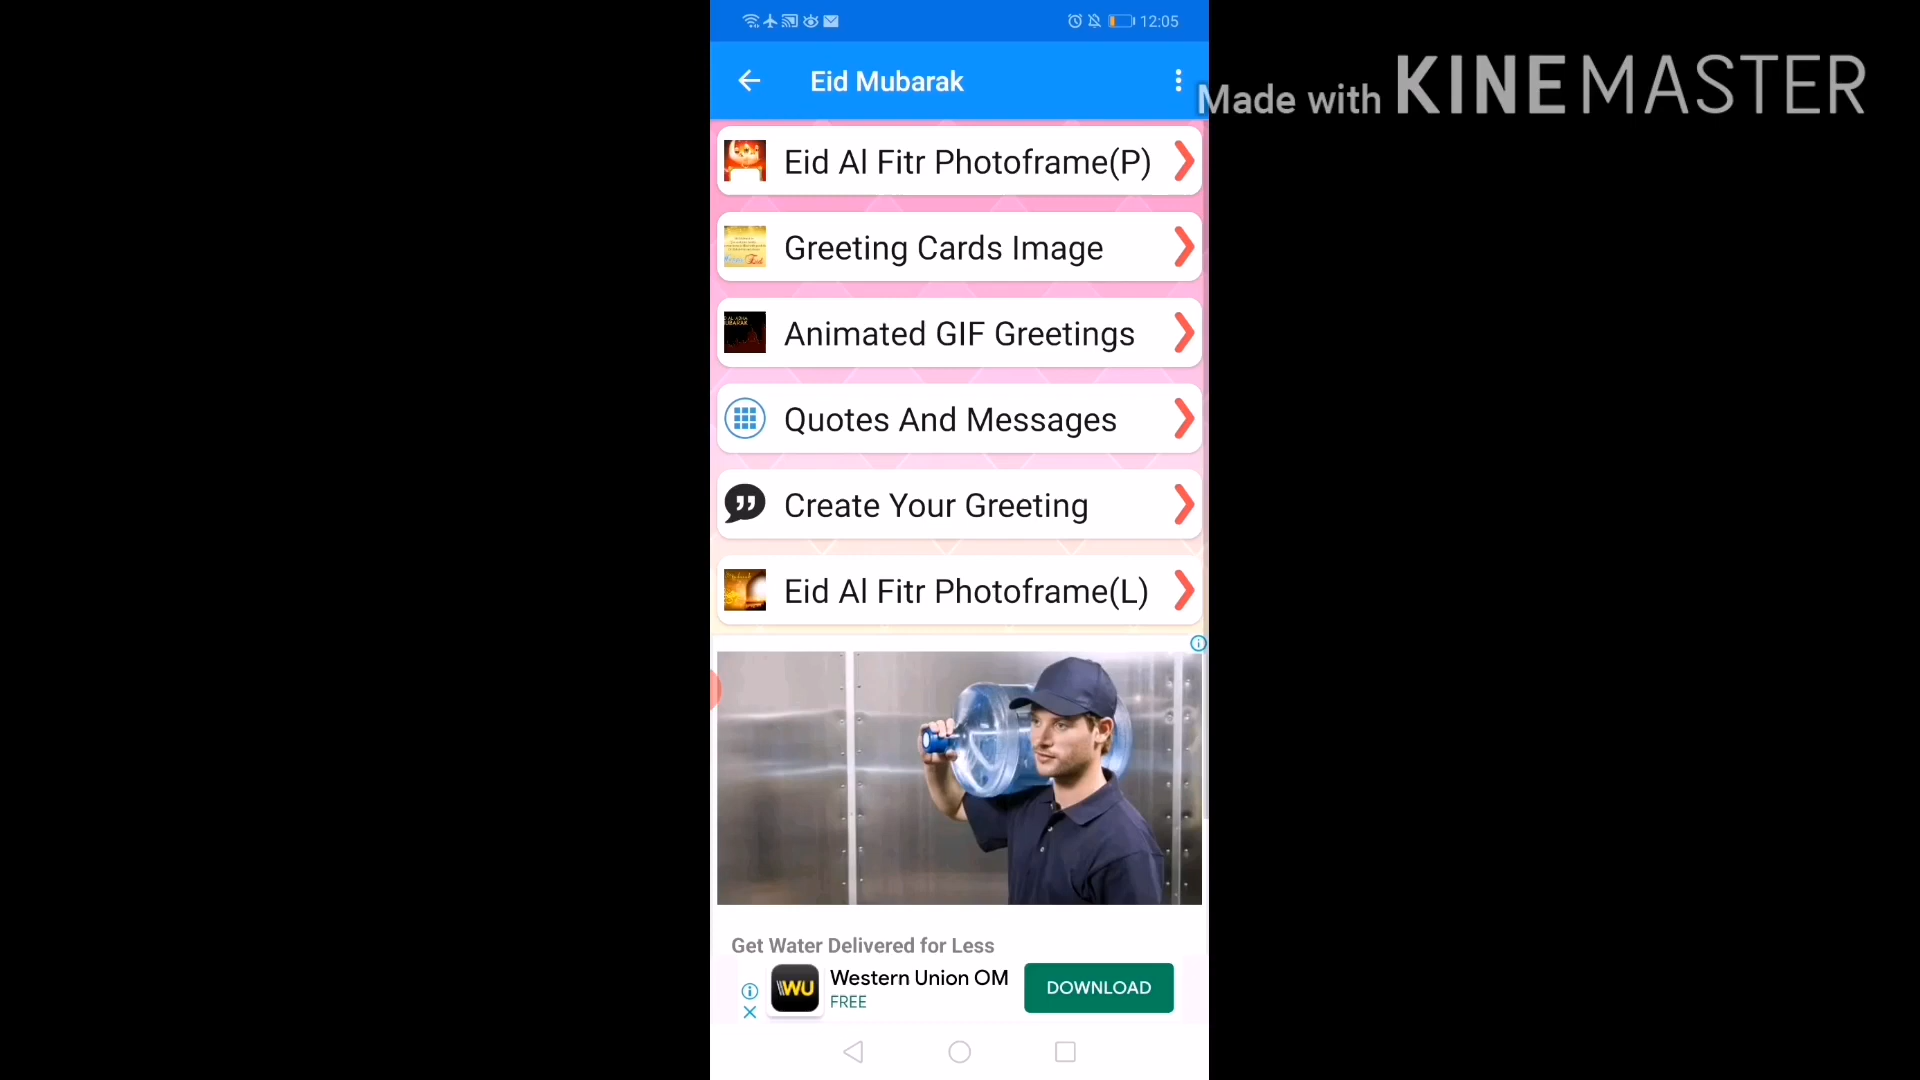 12:05
Eid Mubarak
Made with KINEMASTER
Eid Al Fitr Photoframe(P)
Greeting Cards Image
Animated GIF Greetings
Quotes And Messages
Create Your Greeting
Eid Al Fitr Photoframe(L)
Get Water Delivered for Less
WU
Western Union OM
FREE
DOWNLOAD